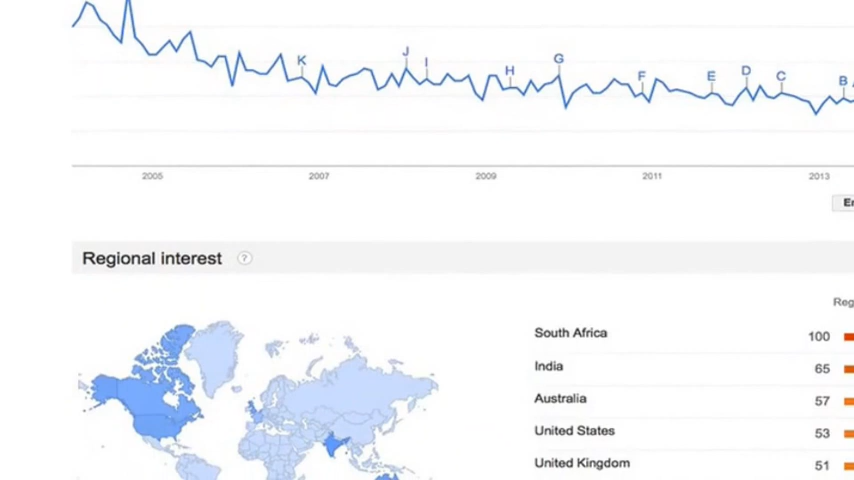 K
J
I
H
G
F
E
D
C
B
2005
2007
2009
2011
2013
Regional interest ?
South Africa 100
India 65
Australia 57
United States 53
United Kingdom 51